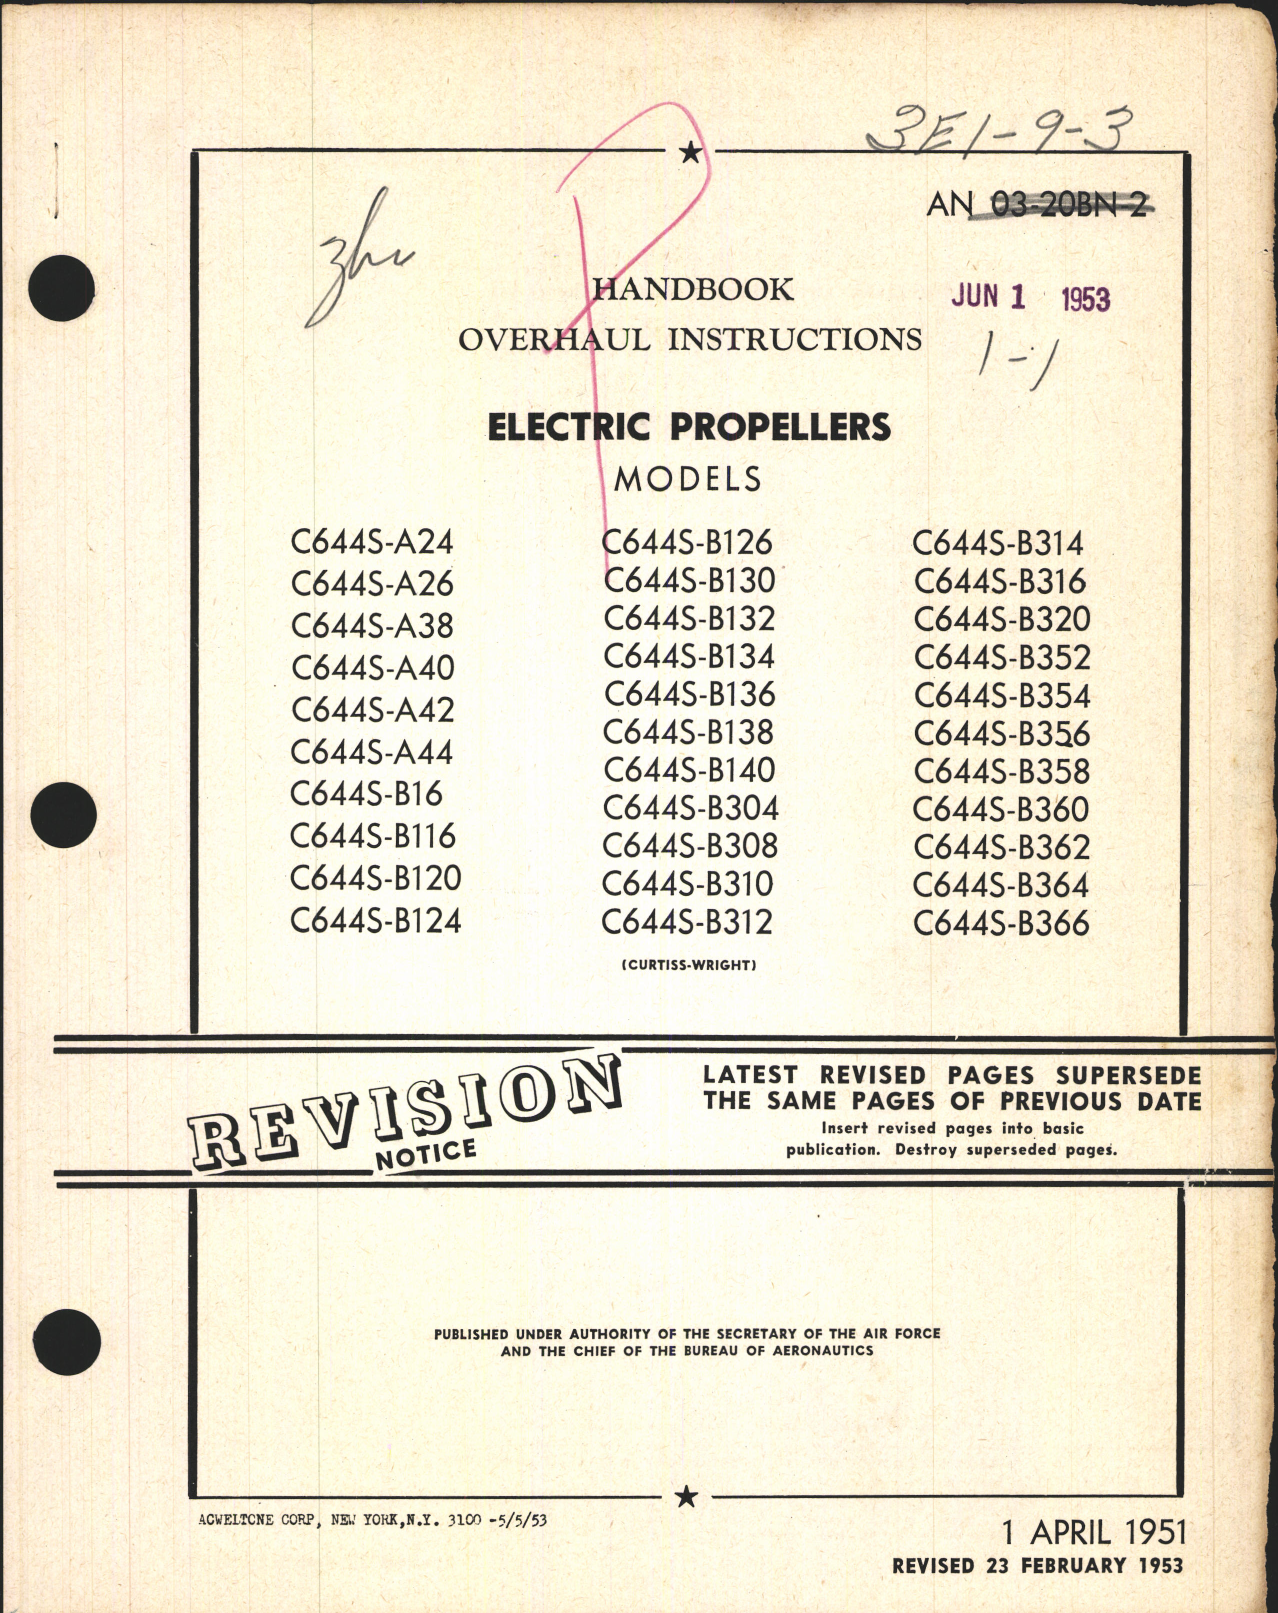 3E1-9-3
AN 03-20BN-2
HANDBOOK
JUN 1 1953
OVERHAUL INSTRUCTIONS
1-1
ELECTRIC PROPELLERS
MODELS
C644S-A24
C644S-A26
C644S-A38
C644S-A40
C644S-A42
C644S-A44
C644S-B16
C644S-B116
C644S-B120
C644S-B124
C644S-B126
C644S-B130
C644S-B132
C644S-B134
C644S-B136
C644S-B138
C644S-B140
C644S-B304
C644S-B308
C644S-B310
C644S-B312
C644S-B314
C644S-B316
C644S-B320
C644S-B352
C644S-B354
C644S-B356
C644S-B358
C644S-B360
C644S-B362
C644S-B364
C644S-B366
(CURTISS-WRIGHT)
REVISION
NOTICE
LATEST REVISED PAGES SUPERSEDE
THE SAME PAGES OF PREVIOUS DATE
Insert revised pages into basic
publication. Destroy superseded pages.
PUBLISHED UNDER AUTHORITY OF THE SECRETARY OF THE AIR FORCE
AND THE CHIEF OF THE BUREAU OF AERONAUTICS
ACWELTONE CORP, NEW YORK,N.Y. 3100 -5/5/53
1 APRIL 1951
REVISED 23 FEBRUARY 1953